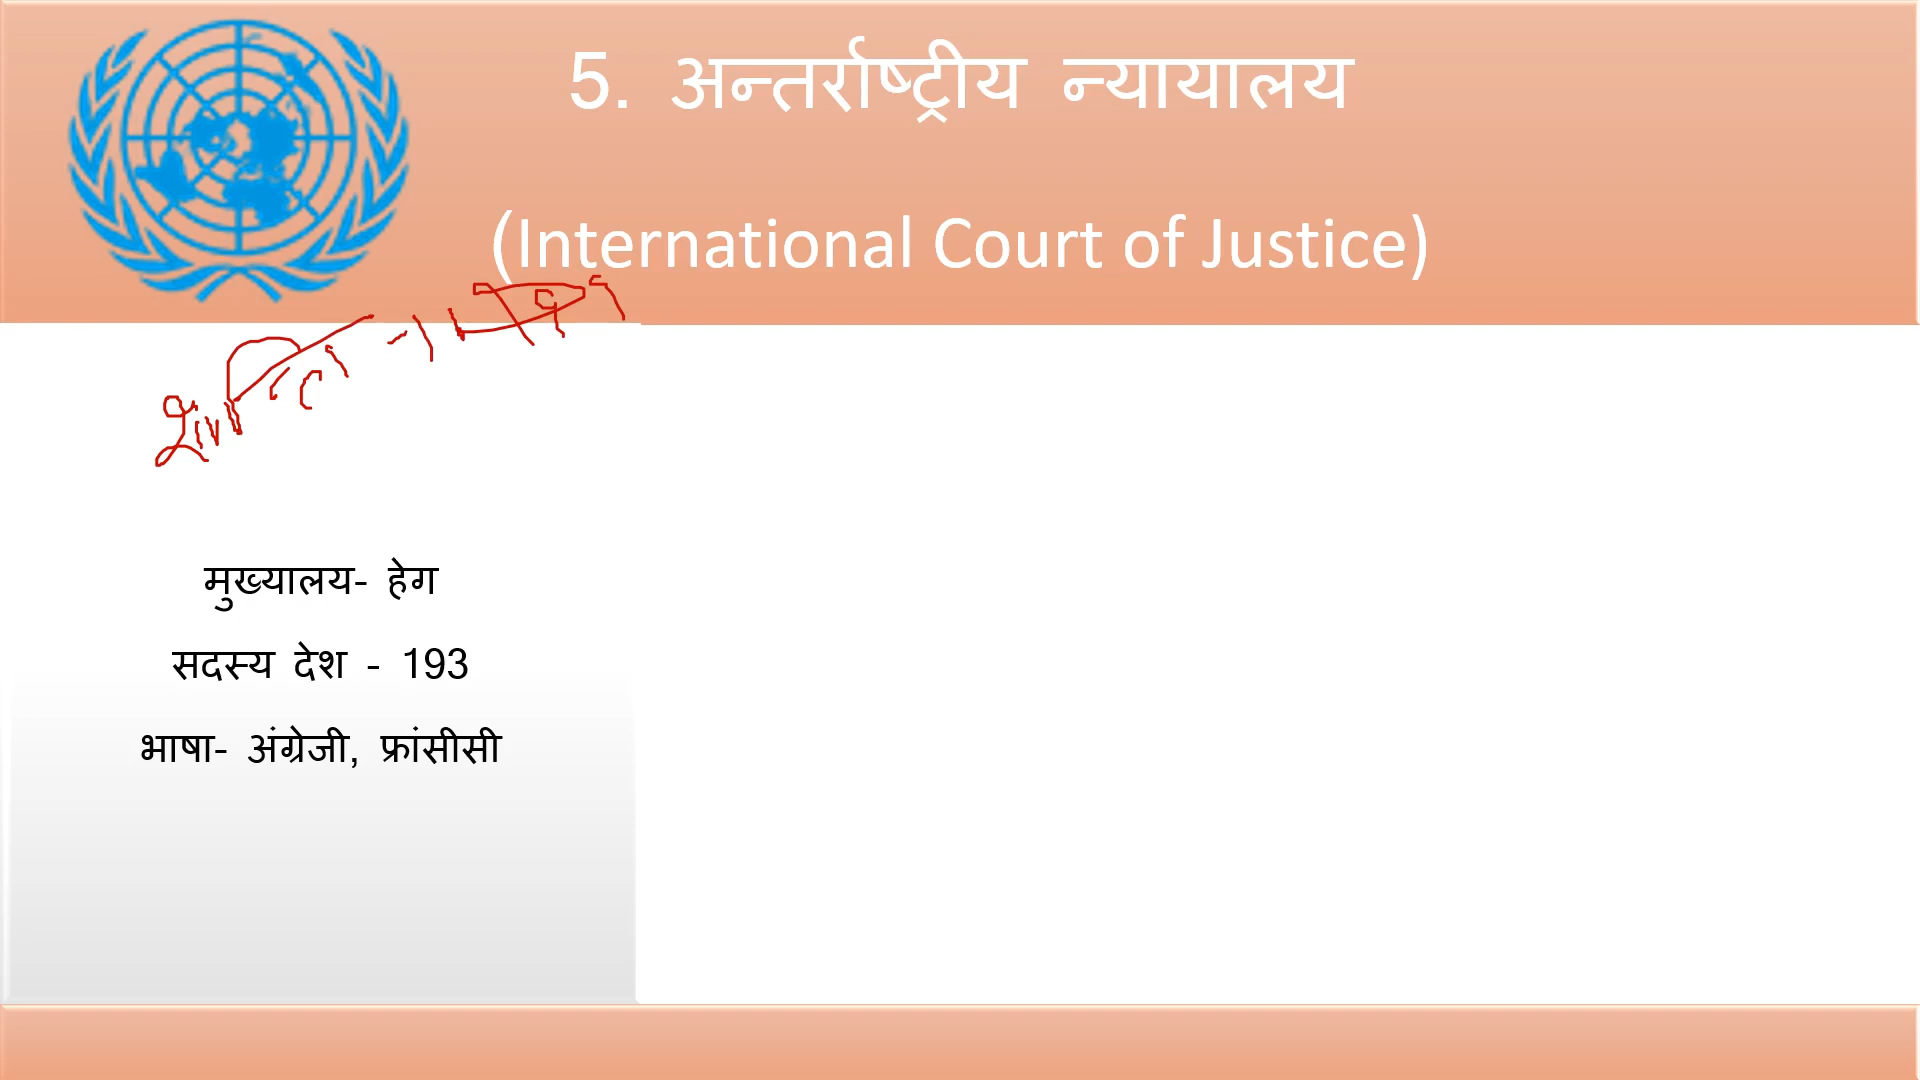 5. अन्तर्राष्ट्रीय न्यायालय
(International Court of Justice)
मुख्यालय- हेग
सदस्य देश - 193
भाषा- अंग्रेजी, फ्रांसीसी